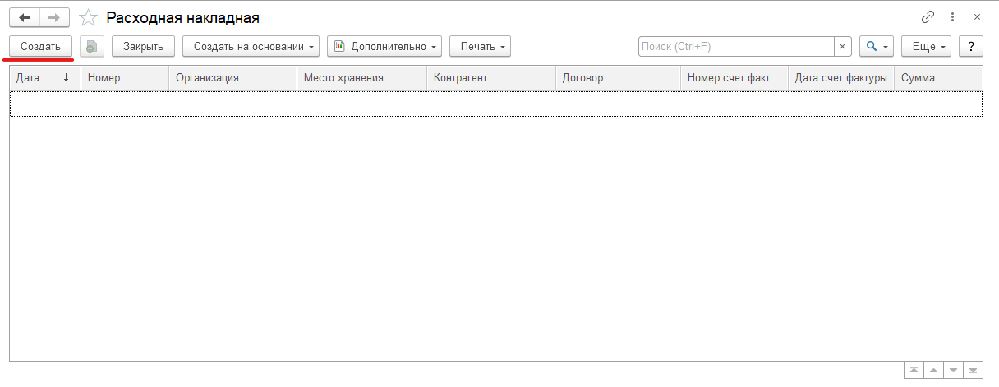 Расходная накладная
Создать Закрыть Создать на основании Дополнительно Печать Поиск (Ctrl+F) × Еще ?
Дата ↓ Номер Организация Место хранения Контрагент Договор Номер счет факт... Дата счет фактуры Сумма